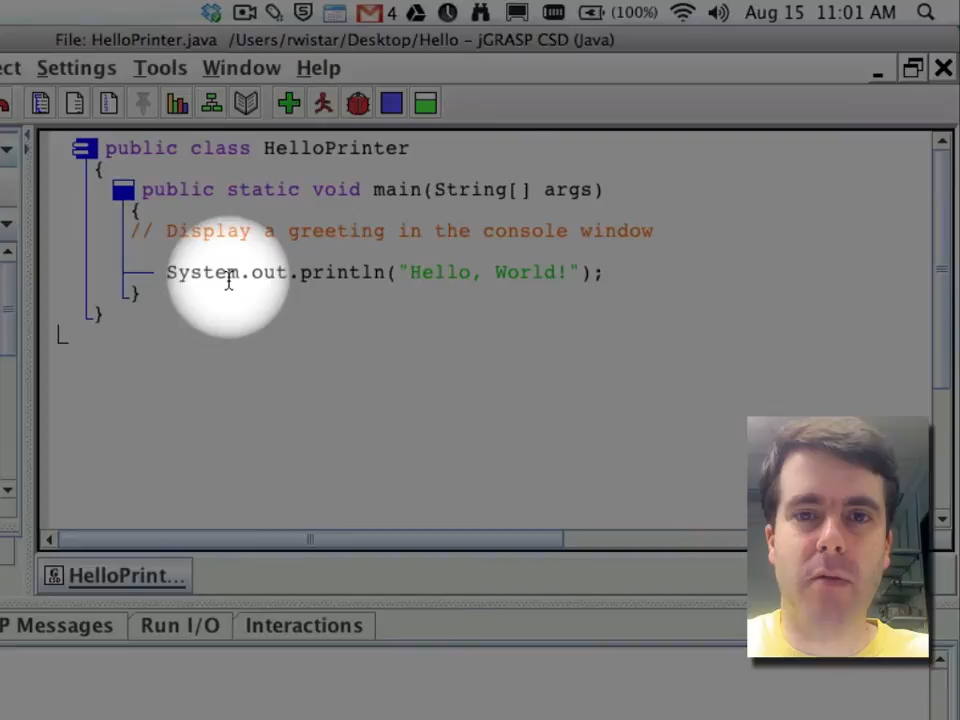 4 (100%) Aug 15 11:01 AM
File: HelloPrinter.java /Users/rwistar/Desktop/Hello – jGRASP CSD (Java)
ect Settings Tools Window Help
public class HelloPrinter
{
public static void main(String[] args)
{
// Display a greeting in the console window
System.out.println("Hello, World!");
}
}
HelloPrint...
P Messages Run I/O Interactions